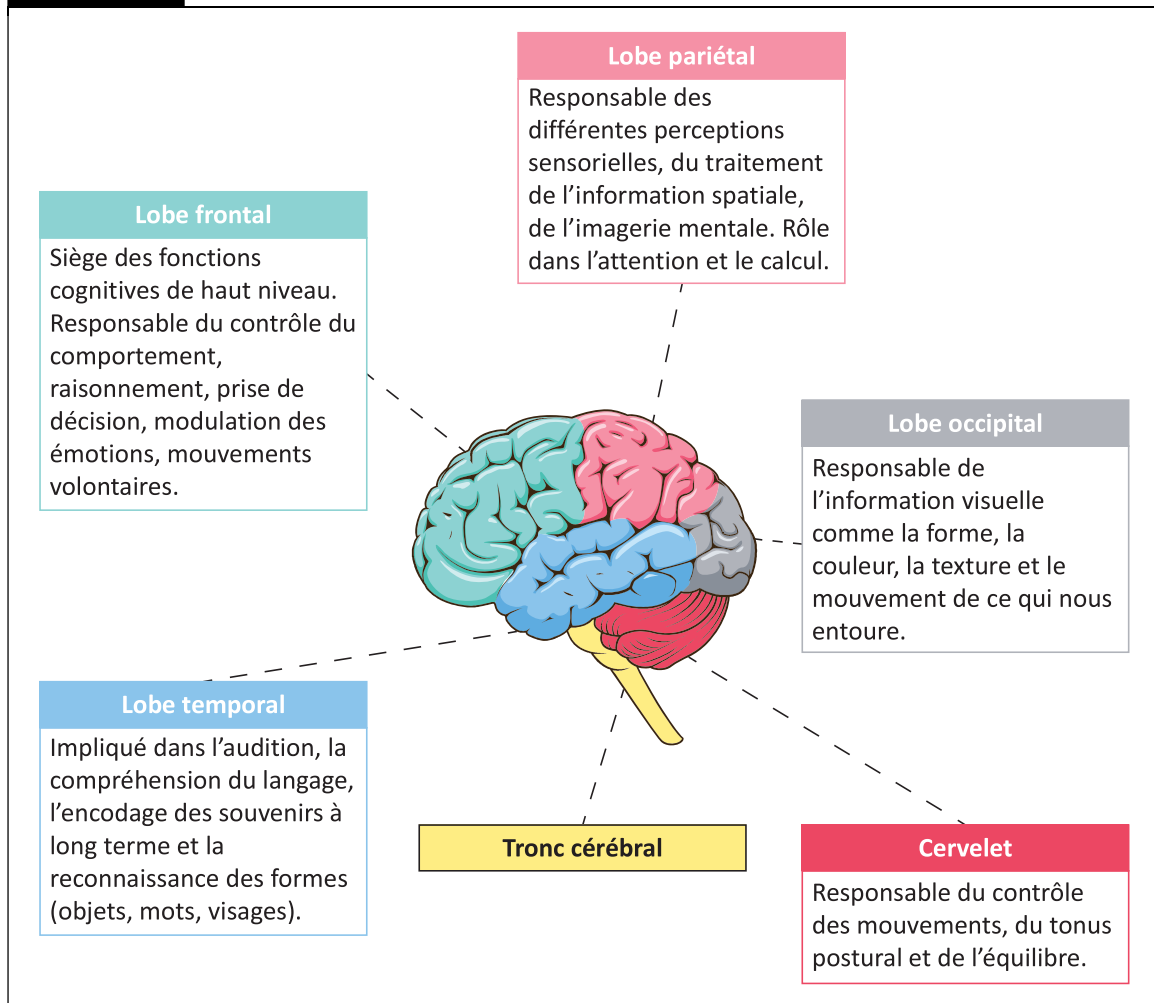 Lobe pariétal
Responsable des
différentes perceptions
sensorielles, du traitement
de l’information spatiale,
de l’imagerie mentale. Rôle
dans l’attention et le calcul.
Lobe frontal
Siège des fonctions
cognitives de haut niveau.
Responsable du contrôle du
comportement,
raisonnement, prise de
décision, modulation des
émotions, mouvements
volontaires.
Lobe occipital
Responsable de
l’information visuelle
comme la forme, la
couleur, la texture et le
mouvement de ce qui nous
entoure.
Lobe temporal
Impliqué dans l’audition, la
compréhension du langage,
l’encodage des souvenirs à
long terme et la
reconnaissance des formes
(objets, mots, visages).
Tronc cérébral
Cervelet
Responsable du contrôle
des mouvements, du tonus
postural et de l’équilibre.